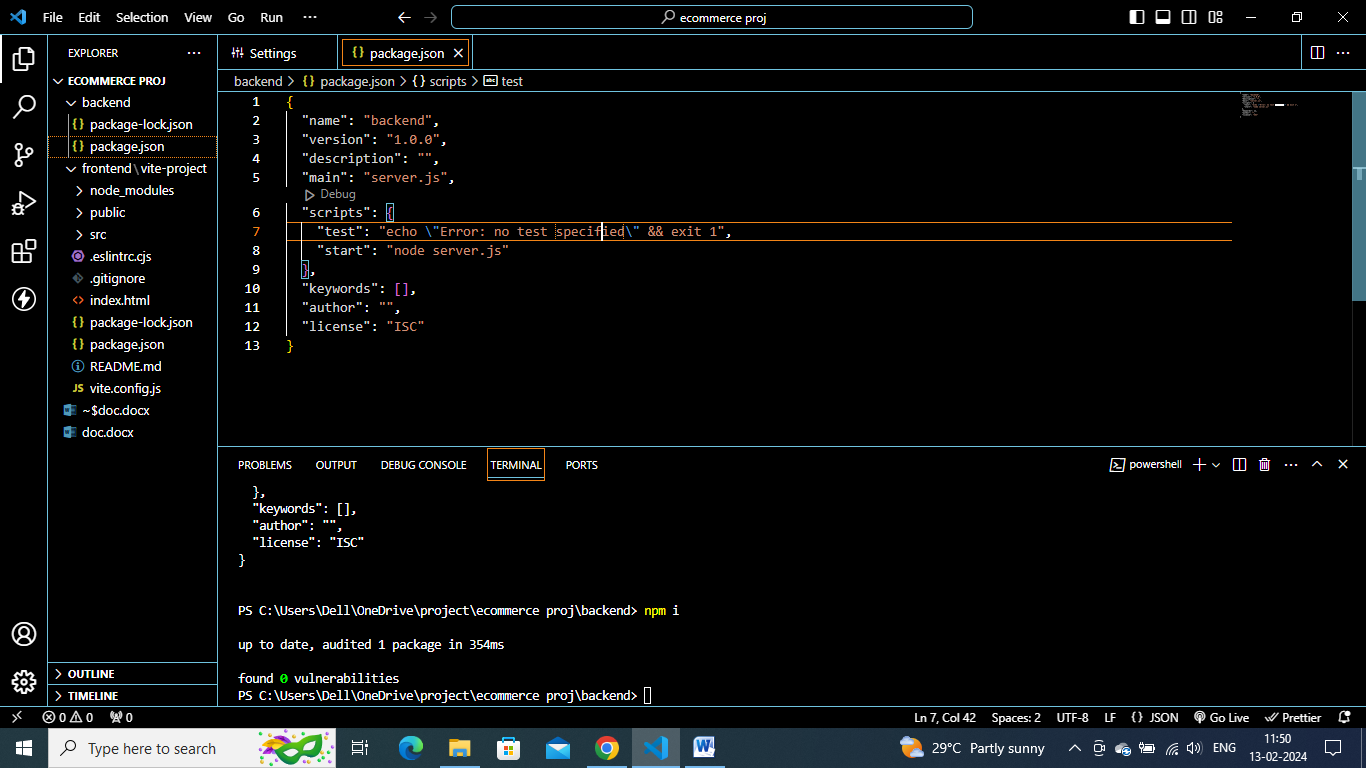 File Edit Selection View Go Run ··· ecommerce proj
EXPLORER ···
Settings
package.json
backend > {} package.json > {} scripts > test
ECOMMERCE PROJ
backend
{} package-lock.json
{} package.json
frontend\vite-project
node_modules
public
src
.eslintrc.cjs
.gitignore
index.html
{} package-lock.json
{} package.json
README.md
JS vite.config.js
~$doc.docx
doc.docx
OUTLINE
TIMELINE
1 {
2 "name": "backend",
3 "version": "1.0.0",
4 "description": "",
5 "main": "server.js",
Debug
6 "scripts": {
7 "test": "echo \"Error: no test specified\" && exit 1",
8 "start": "node server.js"
9 },
10 "keywords": [],
11 "author": "",
12 "license": "ISC"
13 }
PROBLEMS OUTPUT DEBUG CONSOLE TERMINAL PORTS
powershell
},
"keywords": [],
"author": "",
"license": "ISC"
}
PS C:\Users\Dell\OneDrive\project\ecommerce proj\backend> npm i
up to date, audited 1 package in 354ms
found 0 vulnerabilities
PS C:\Users\Dell\OneDrive\project\ecommerce proj\backend>
0 0 0 Ln 7, Col 42 Spaces: 2 UTF-8 LF {} JSON Go Live Prettier
Type here to search
29°C Partly sunny
ENG
11:50
13-02-2024